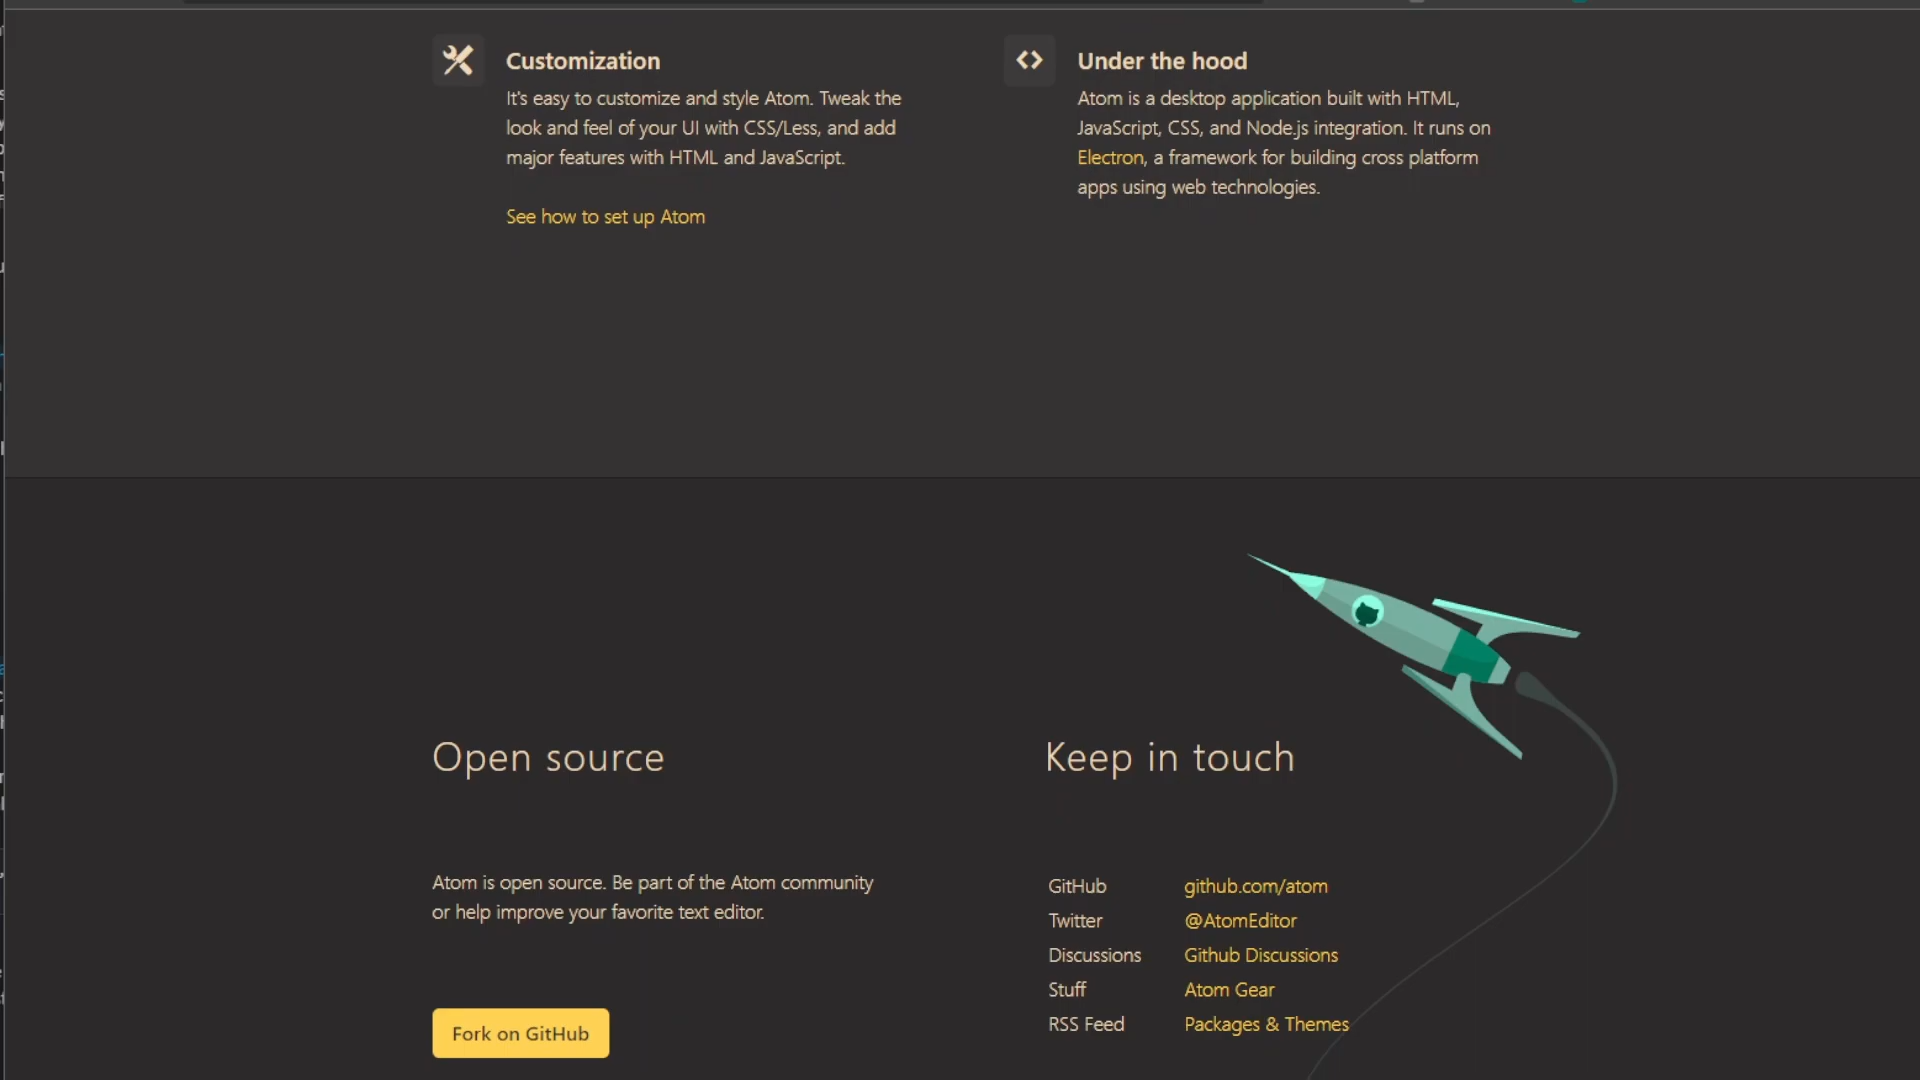 Customization
It's easy to customize and style Atom. Tweak the
look and feel of your UI with CSS/Less, and add
major features with HTML and JavaScript.
See how to set up Atom
Under the hood
Atom is a desktop application built with HTML,
JavaScript, CSS, and Node.js integration. It runs on
Electron, a framework for building cross platform
apps using web technologies.
Open source
Atom is open source. Be part of the Atom community
or help improve your favorite text editor.
Fork on GitHub
Keep in touch
GitHub github.com/atom
Twitter @AtomEditor
Discussions Github Discussions
Stuff Atom Gear
RSS Feed Packages & Themes